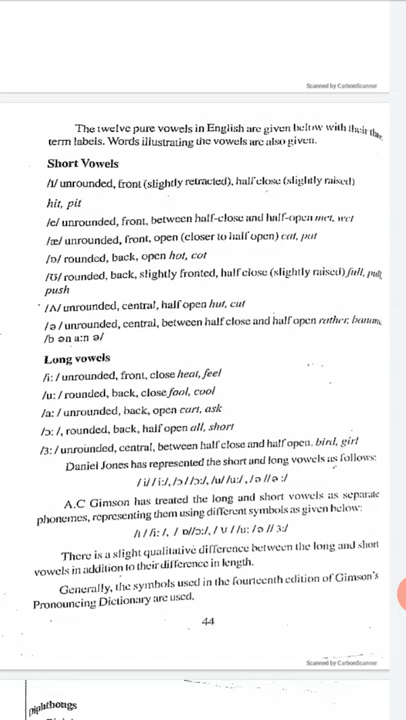 Scanned by CarbonScanner
The twelve pure vowels in English are given below with their three
term labels. Words illustrating the vowels are also given.
Short Vowels
/ɪ/ unrounded, front (slightly retracted), half close (slightly raised)
hit, pit
/e/ unrounded, front, between half-close and half-open met, wet
/æ/ unrounded, front, open (closer to half open) cat, pat
/ɒ/ rounded, back, open hot, cot
/ʊ/ rounded, back, slightly fronted, half close (slightly raised) full, pull,
push
/ʌ/ unrounded, central, half open hut, cut
/ə/ unrounded, central, between half close and half open rather, banana
/b ən a:n ə/
Long vowels
/i: / unrounded, front, close heat, feel
/u: / rounded, back, close fool, cool
/a: / unrounded, back, open cart, ask
/ɔ: /, rounded, back, half open all, short
/ɜ: / unrounded, central, between half close and half open. bird, girl
Daniel Jones has represented the short and long vowels as follows:
/ i// i:/, /ɔ //ɔ:/, /u/ /u:/ , /ə //ə :/
A.C Gimson has treated the long and short vowels as separate
phonemes, representing them using different symbols as given below:
/ɪ / /i: /, / ɒ//ɔ:/, / ʊ / /u: /ə // ɜ:/
There is a slight qualitative difference between the long and short
vowels in addition to their difference in length.
Generally, the symbols used in the fourteenth edition of Gimson's
Pronouncing Dictionary are used.
44
Scanned by CarbonScanner
Diphthongs